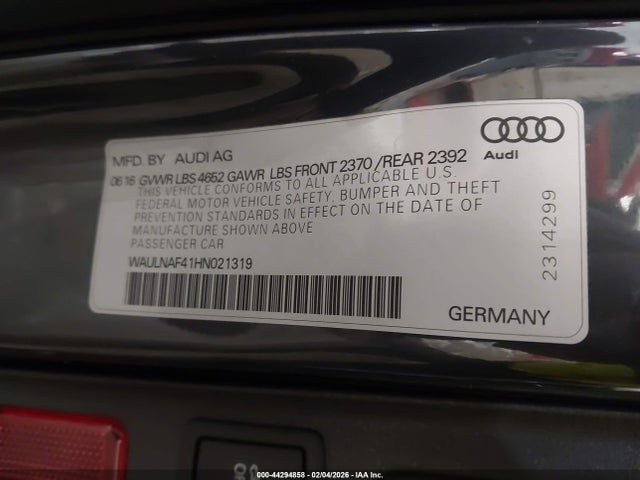 MFD. BY AUDI AG
06 16 GVWR LBS 4652 GAWR LBS FRONT 2370 /REAR 2392
THIS VEHICLE CONFORMS TO ALL APPLICABLE U.S.
FEDERAL MOTOR VEHICLE SAFETY, BUMPER AND THEFT
PREVENTION STANDARDS IN EFFECT ON THE DATE OF
MANUFACTURE SHOWN ABOVE
PASSENGER CAR
WAULNAF41HN021319
Audi
2314299
GERMANY
000-44294858 - 02/04/2026 - © IAA, Inc.